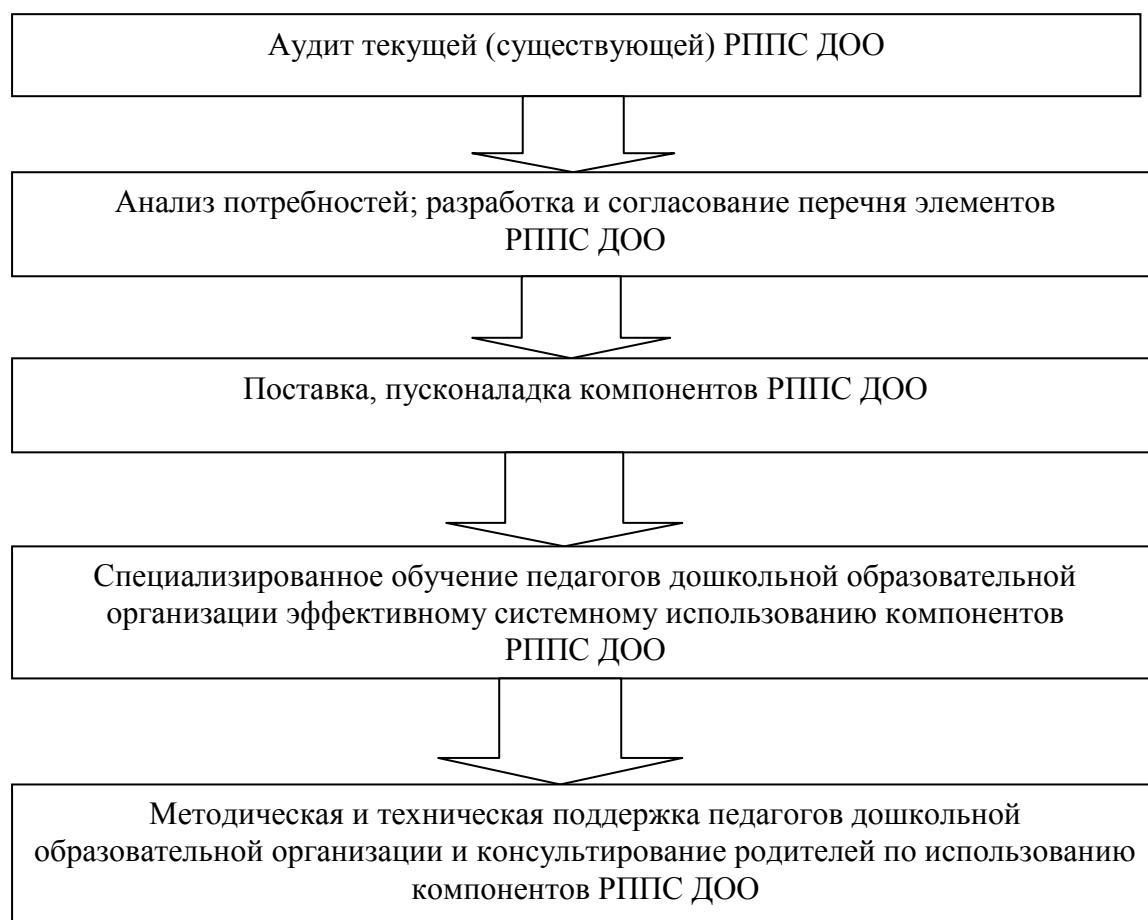 Аудит текущей (существующей) РППС ДОО
Анализ потребностей; разработка и согласование перечня элементов
РППС ДОО
Поставка, пусконаладка компонентов РППС ДОО
Специализированное обучение педагогов дошкольной образовательной
организации эффективному системному использованию компонентов
РППС ДОО
Методическая и техническая поддержка педагогов дошкольной
образовательной организации и консультирование родителей по использованию
компонентов РППС ДОО